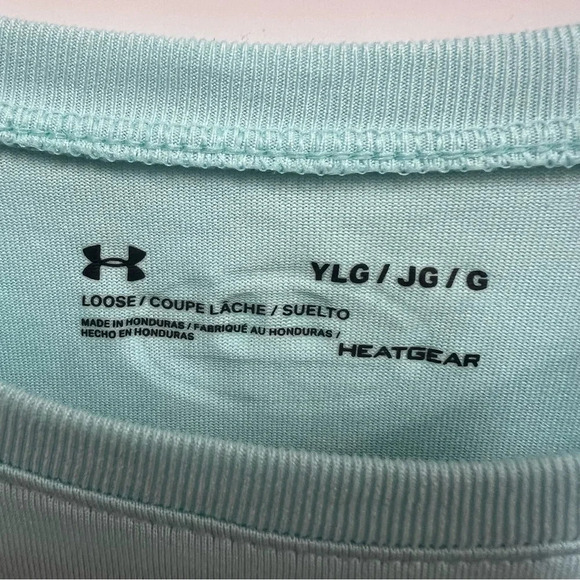 YLG / JG / G
LOOSE / COUPE LÂCHE / SUELTO
MADE IN HONDURAS / FABRIQUÉ AU HONDURAS /
HECHO EN HONDURAS
HEATGEAR